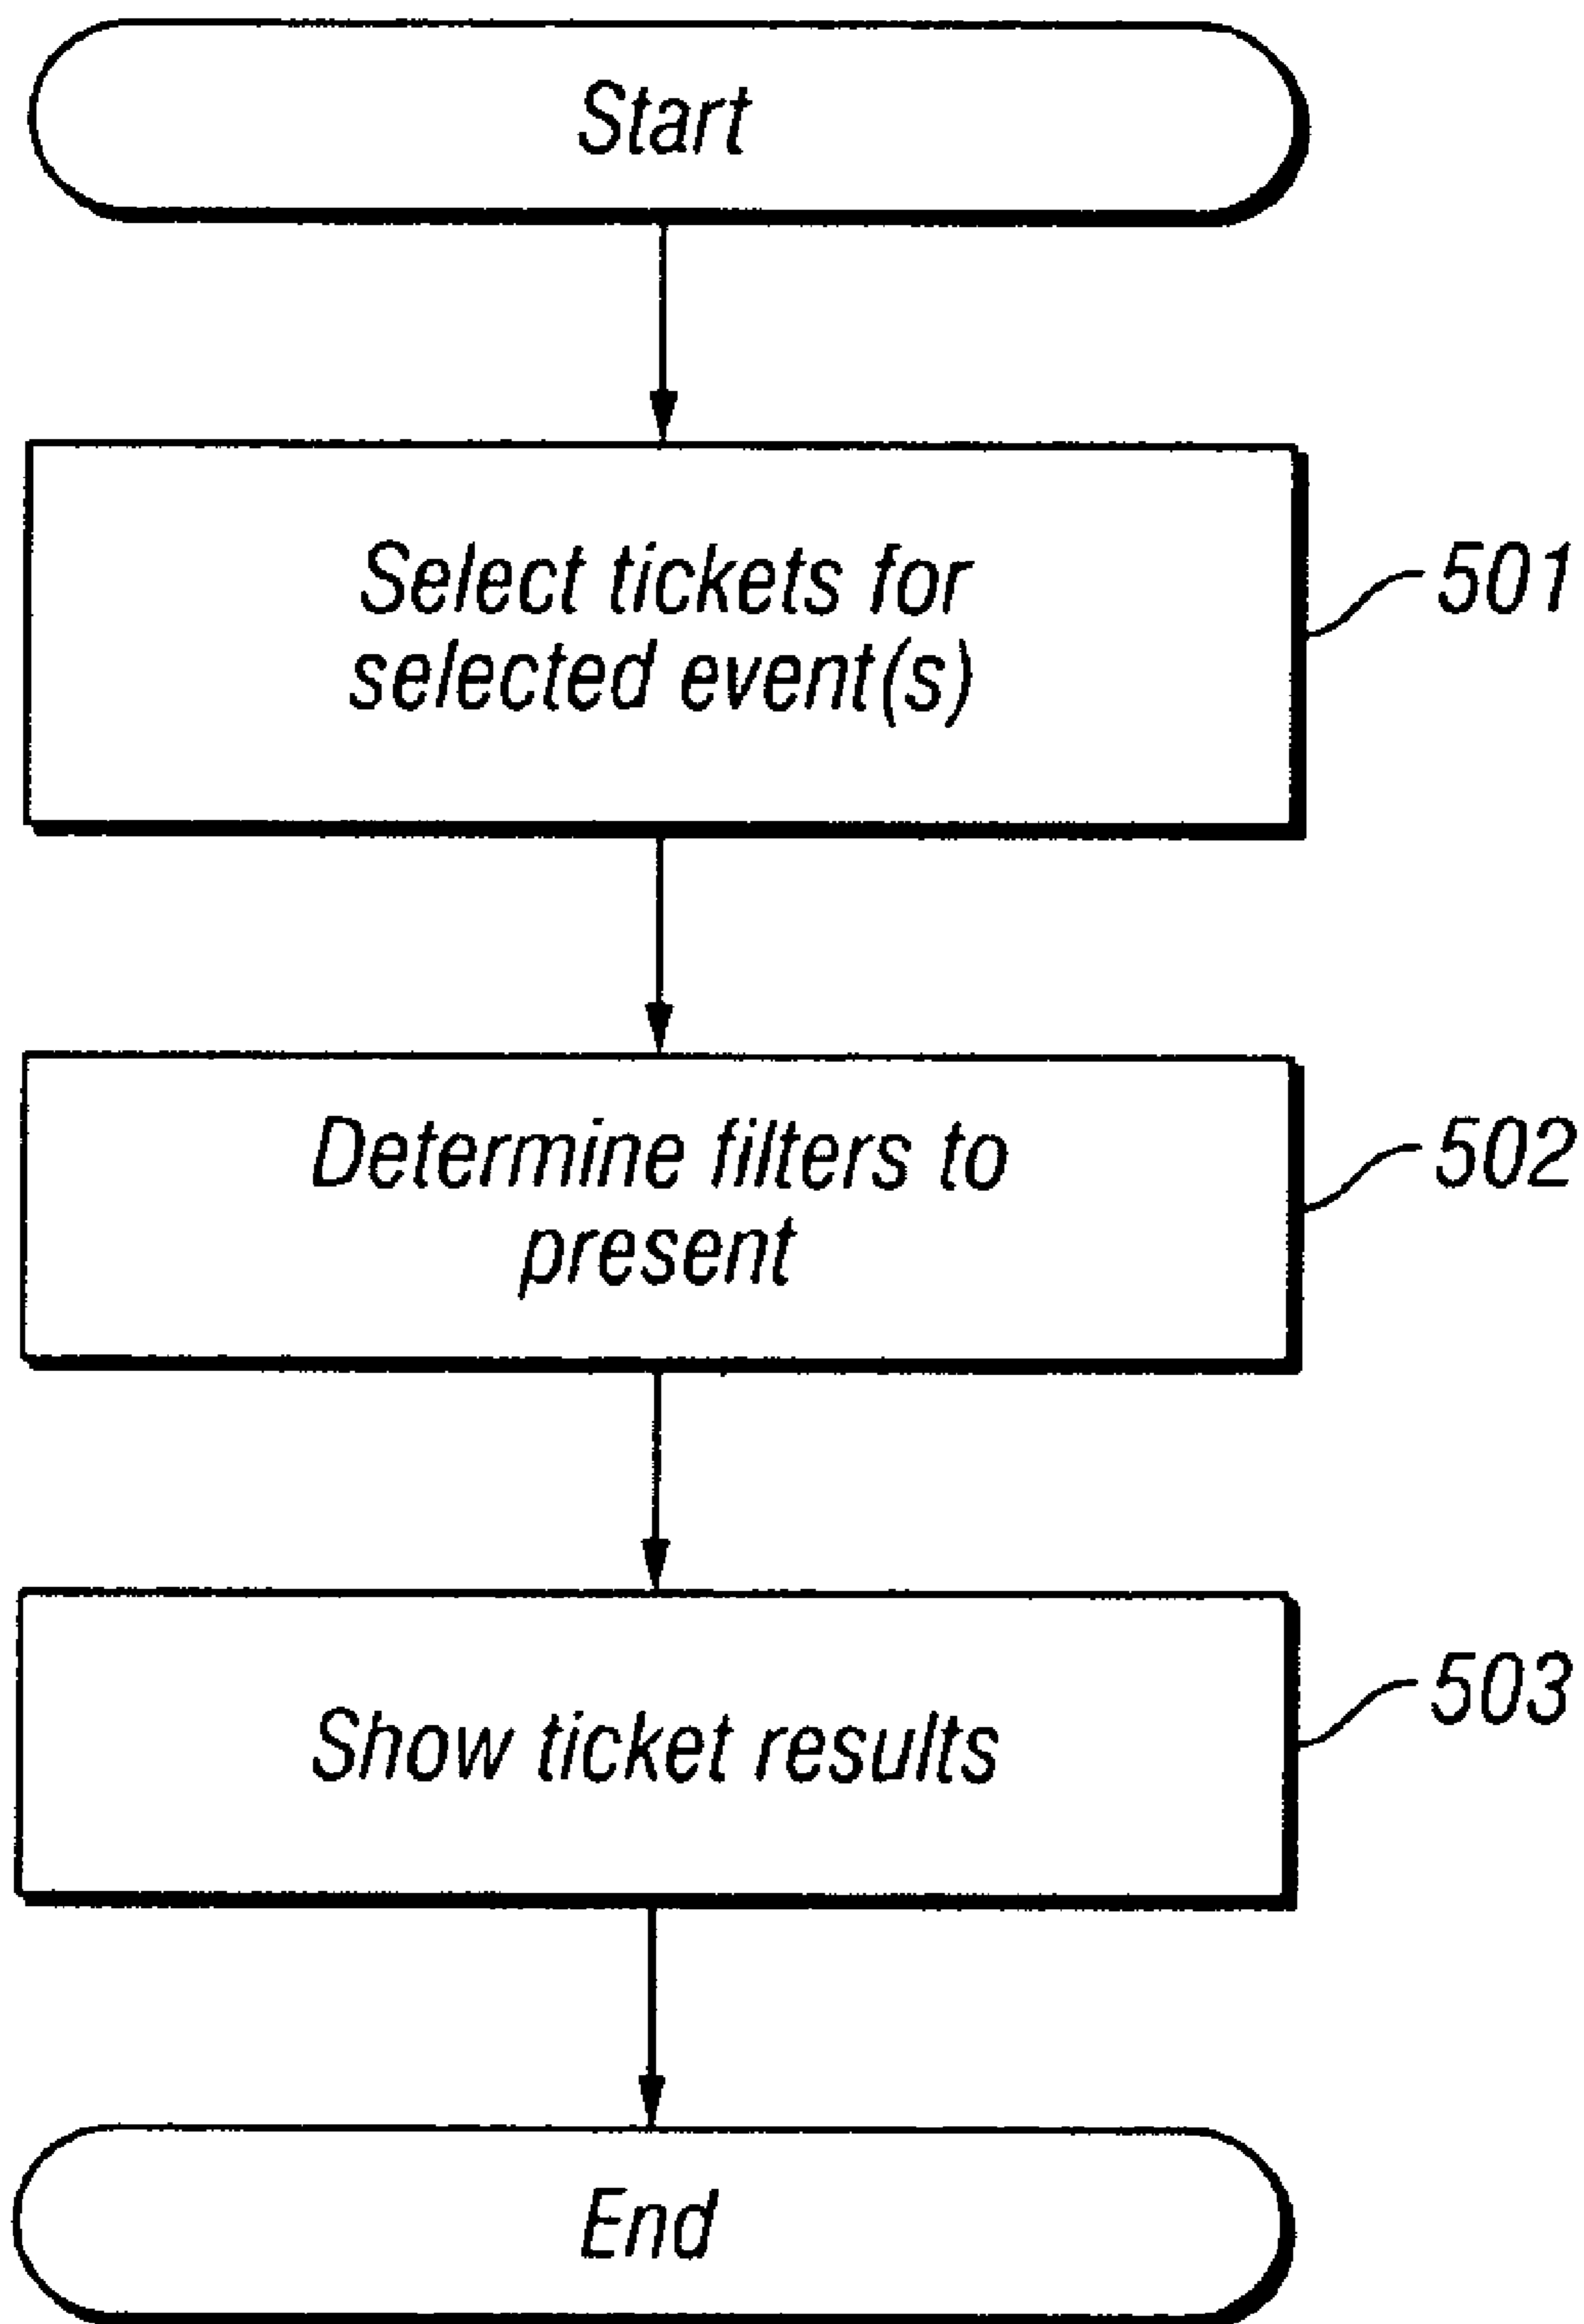 Start
Select tickets for
selected event(s)
501
Determine filters to
present
502
Show ticket results
503
End